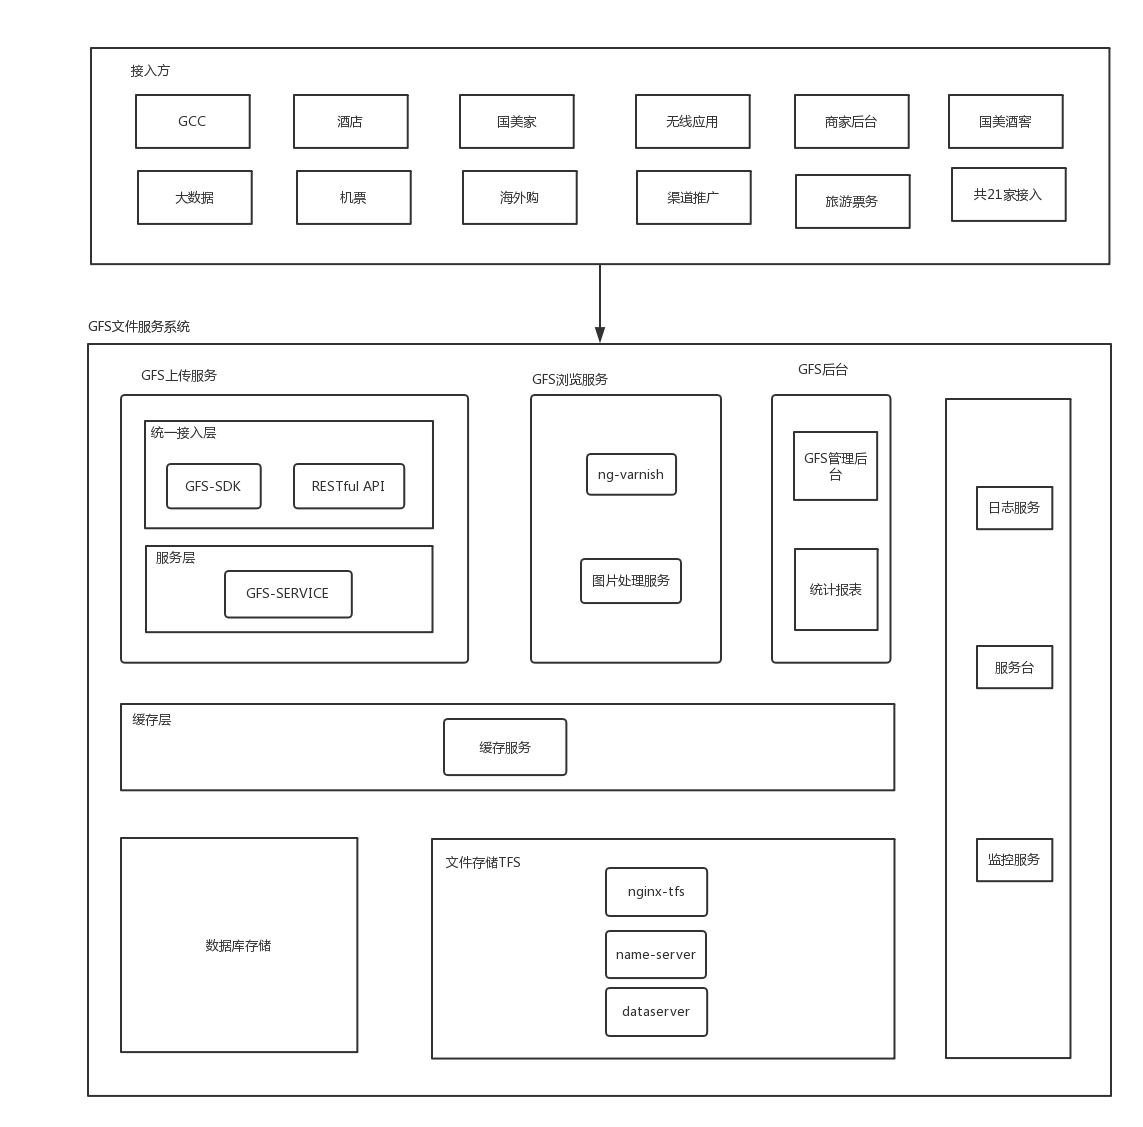 接入方
GCC
酒店
国美家
无线应用
商家后台
国美酒窖
大数据
机票
海外购
渠道推广
旅游票务
共21家接入
GFS文件服务系统
GFS上传服务
统一接入层
GFS-SDK
RESTful API
服务层
GFS-SERVICE
GFS浏览服务
ng-varnish
图片处理服务
GFS后台
GFS管理后
台
统计报表
日志服务
服务台
监控服务
缓存层
缓存服务
数据库存储
文件存储TFS
nginx-tfs
name-server
dataserver